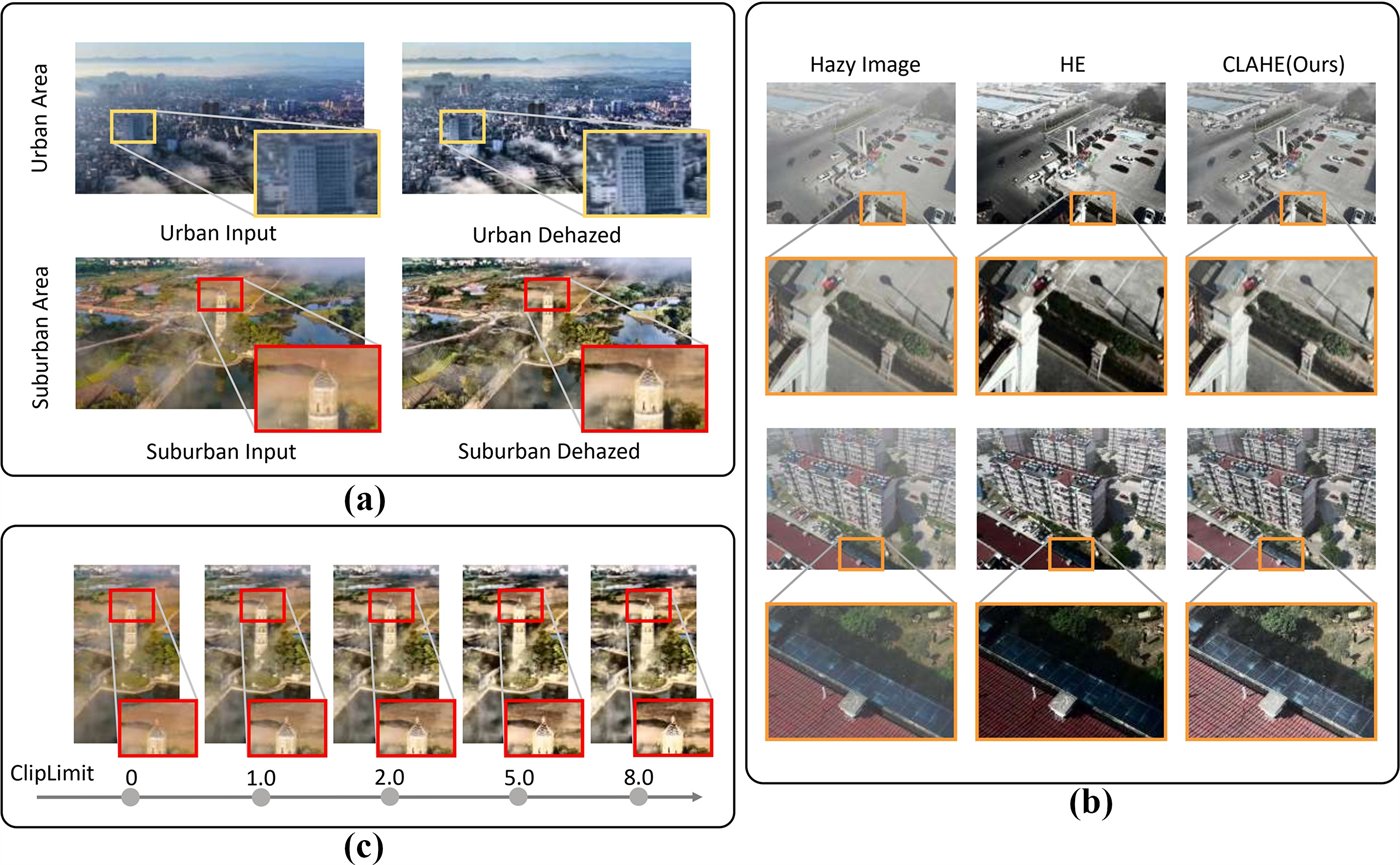 Urban Area
Urban Input
Urban Dehazed
Suburban Area
Suburban Input
Suburban Dehazed
(a)
Hazy Image
HE
CLAHE(Ours)
(b)
ClipLimit
0
1.0
2.0
5.0
8.0
(c)